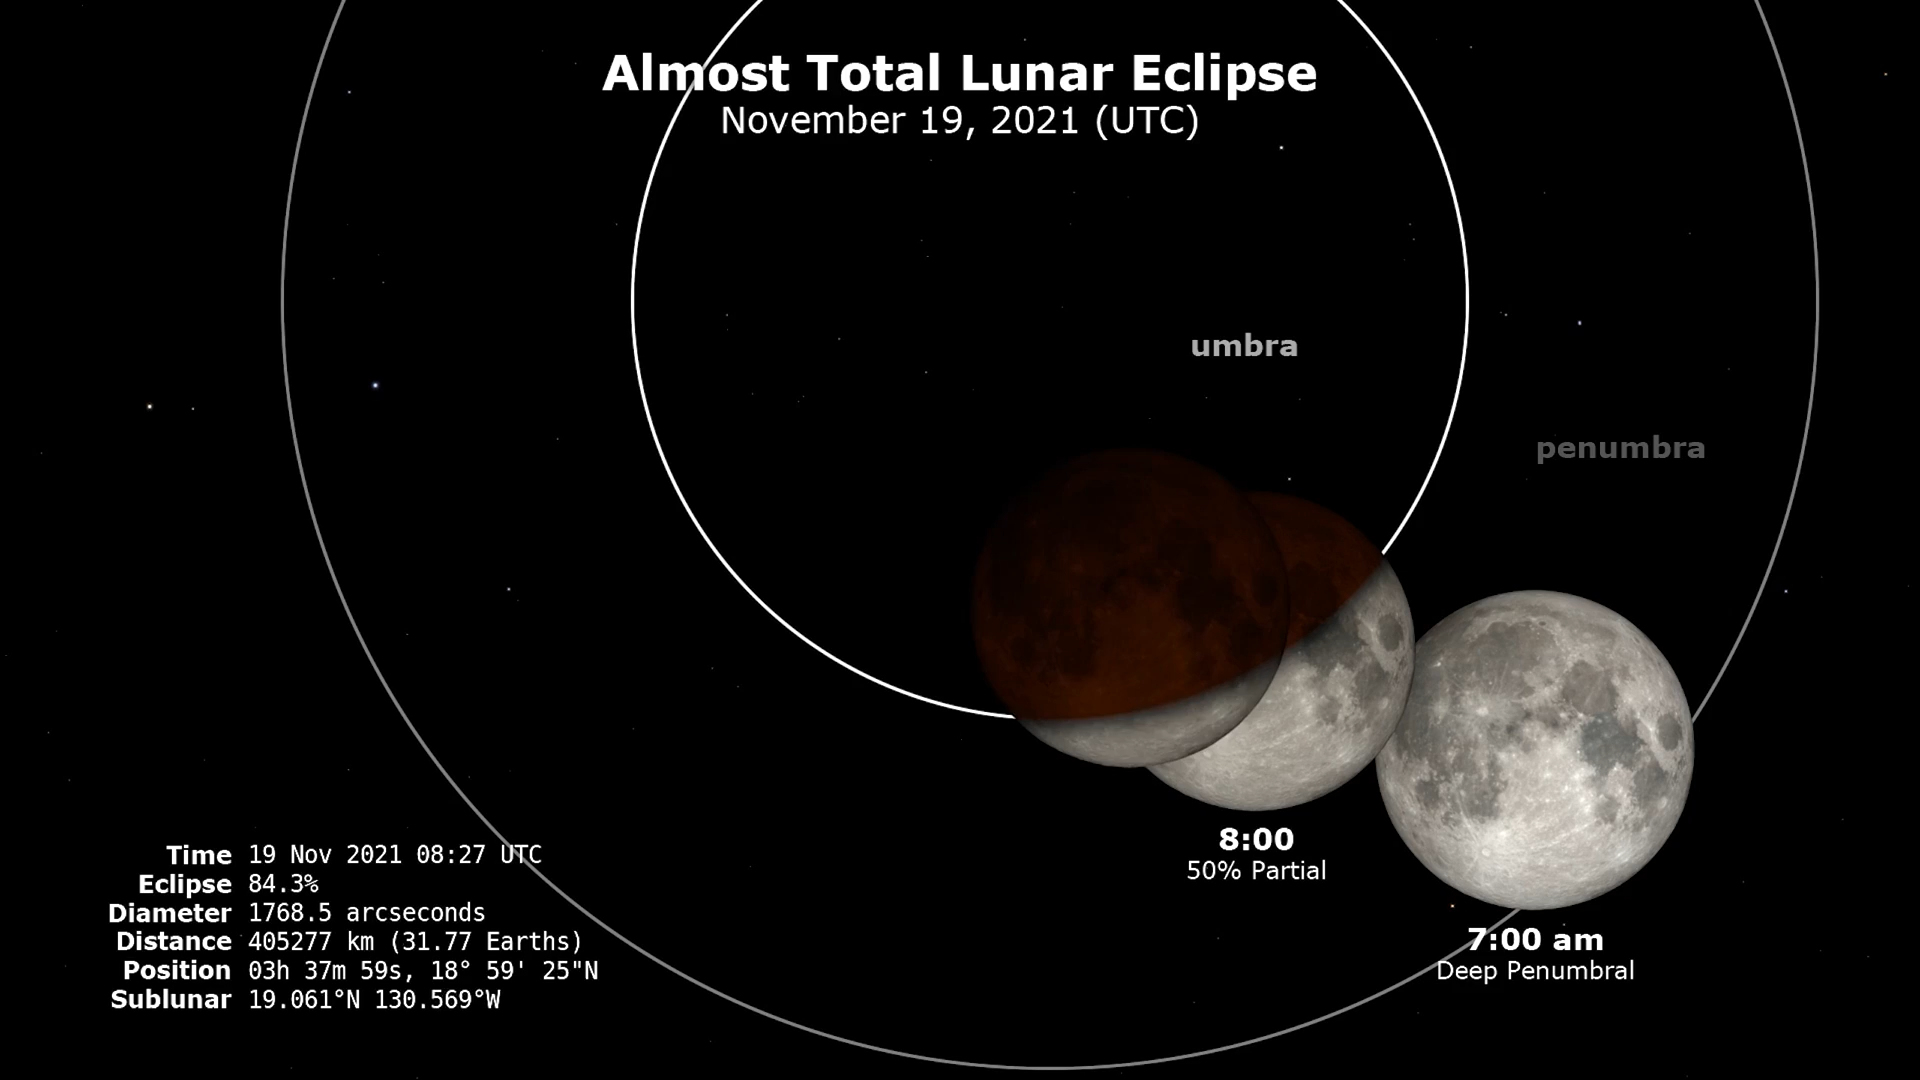 Almost Total Lunar Eclipse
November 19, 2021 (UTC)
umbra
penumbra
8:00
50% Partial
7:00 am
Deep Penumbral
Time 19 Nov 2021 08:27 UTC
Eclipse 84.3%
Diameter 1768.5 arcseconds
Distance 405277 km (31.77 Earths)
Position 03h 37m 59s, 18° 59' 25"N
Sublunar 19.061°N 130.569°W